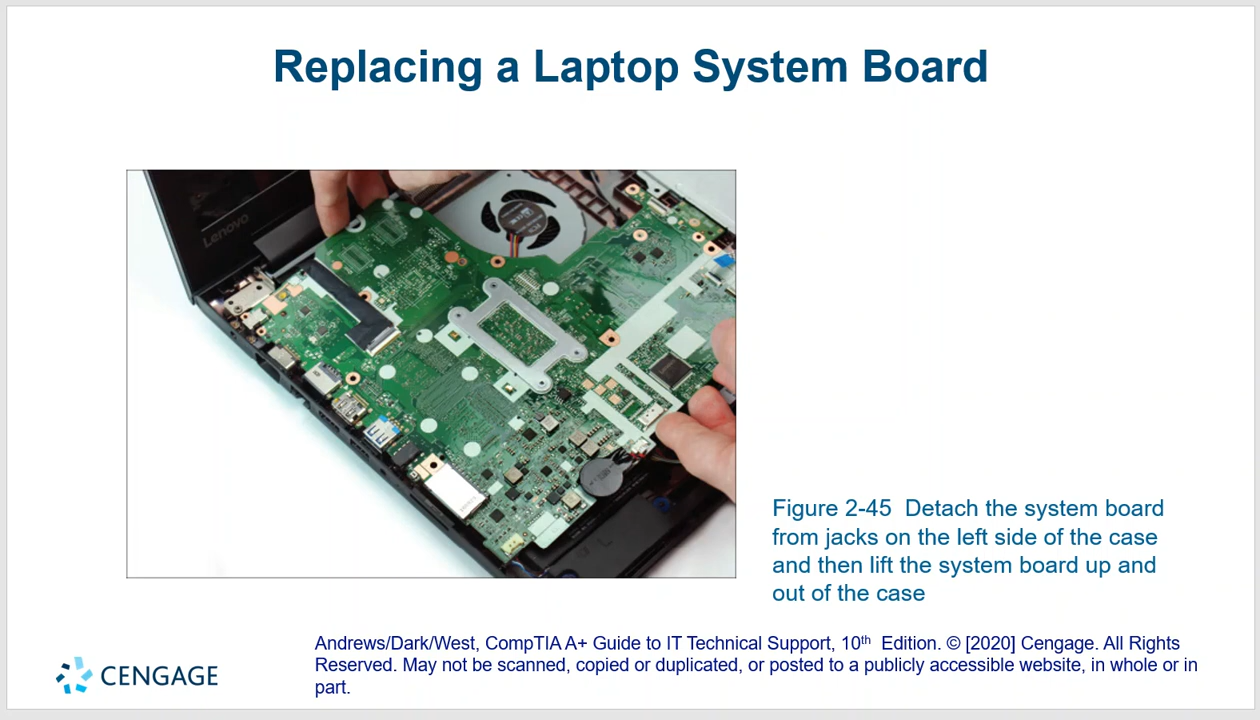 Replacing a Laptop System Board
Lenovo
Figure 2-45 Detach the system board
from jacks on the left side of the case
and then lift the system board up and
out of the case
Andrews/Dark/West, CompTIA A+ Guide to IT Technical Support, 10th Edition. © [2020] Cengage. All Rights
Reserved. May not be scanned, copied or duplicated, or posted to a publicly accessible website, in whole or in
part.
CENGAGE